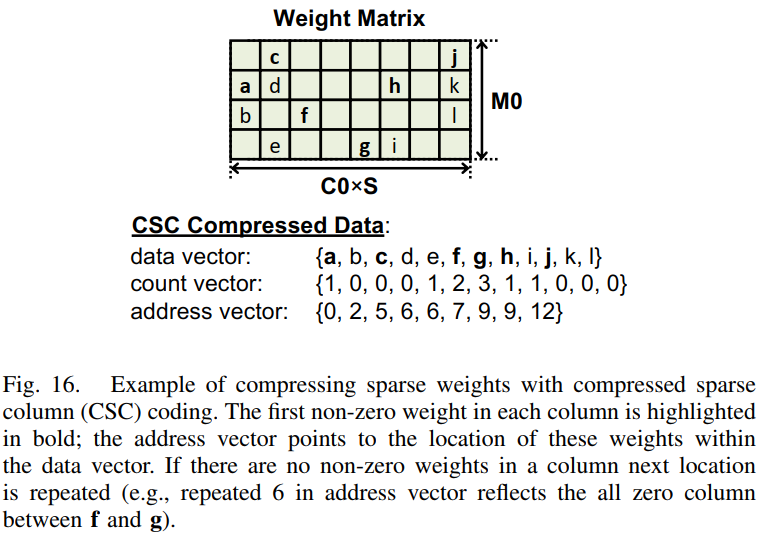 Weight Matrix
c j
a d h k
b f l
e g i
M0
C0×S
CSC Compressed Data:
data vector: {a, b, c, d, e, f, g, h, i, j, k, l}
count vector: {1, 0, 0, 0, 1, 2, 3, 1, 1, 0, 0, 0}
address vector: {0, 2, 5, 6, 6, 7, 9, 9, 12}
Fig. 16. Example of compressing sparse weights with compressed sparse
column (CSC) coding. The first non-zero weight in each column is highlighted
in bold; the address vector points to the location of these weights within
the data vector. If there are no non-zero weights in a column next location
is repeated (e.g., repeated 6 in address vector reflects the all zero column
between f and g).